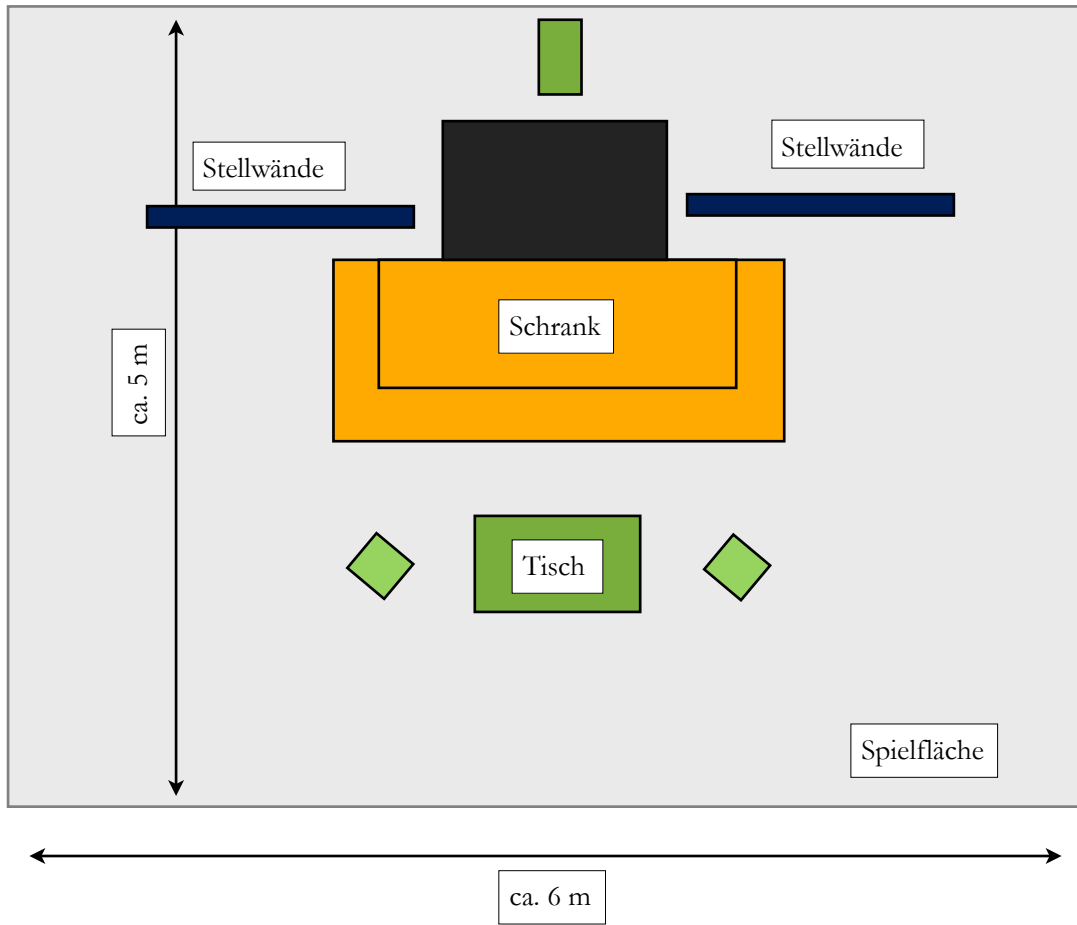 Stellwände
Stellwände
Schrank
ca. 5 m
Tisch
Spielfläche
ca. 6 m